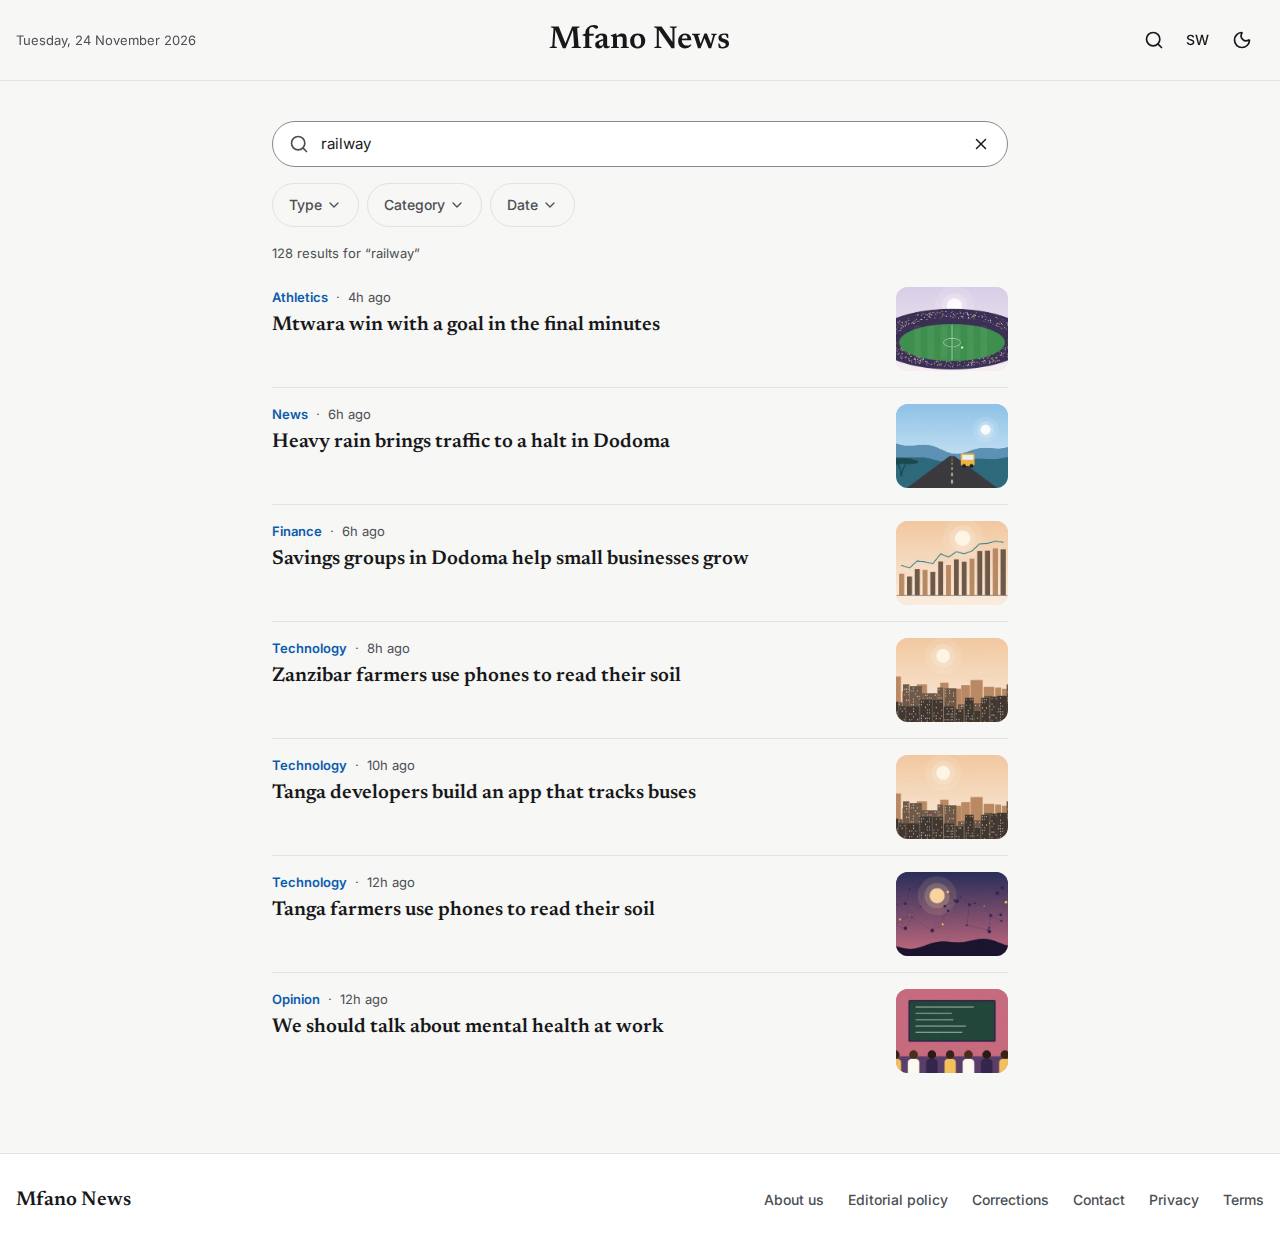 Tuesday, 24 November 2026
Mfano News
SW
railway
Type
Category
Date
128 results for “railway”
Athletics · 4h ago
Mtwara win with a goal in the final minutes
News · 6h ago
Heavy rain brings traffic to a halt in Dodoma
Finance · 6h ago
Savings groups in Dodoma help small businesses grow
Technology · 8h ago
Zanzibar farmers use phones to read their soil
Technology · 10h ago
Tanga developers build an app that tracks buses
Technology · 12h ago
Tanga farmers use phones to read their soil
Opinion · 12h ago
We should talk about mental health at work
Mfano News
About us
Editorial policy
Corrections
Contact
Privacy
Terms